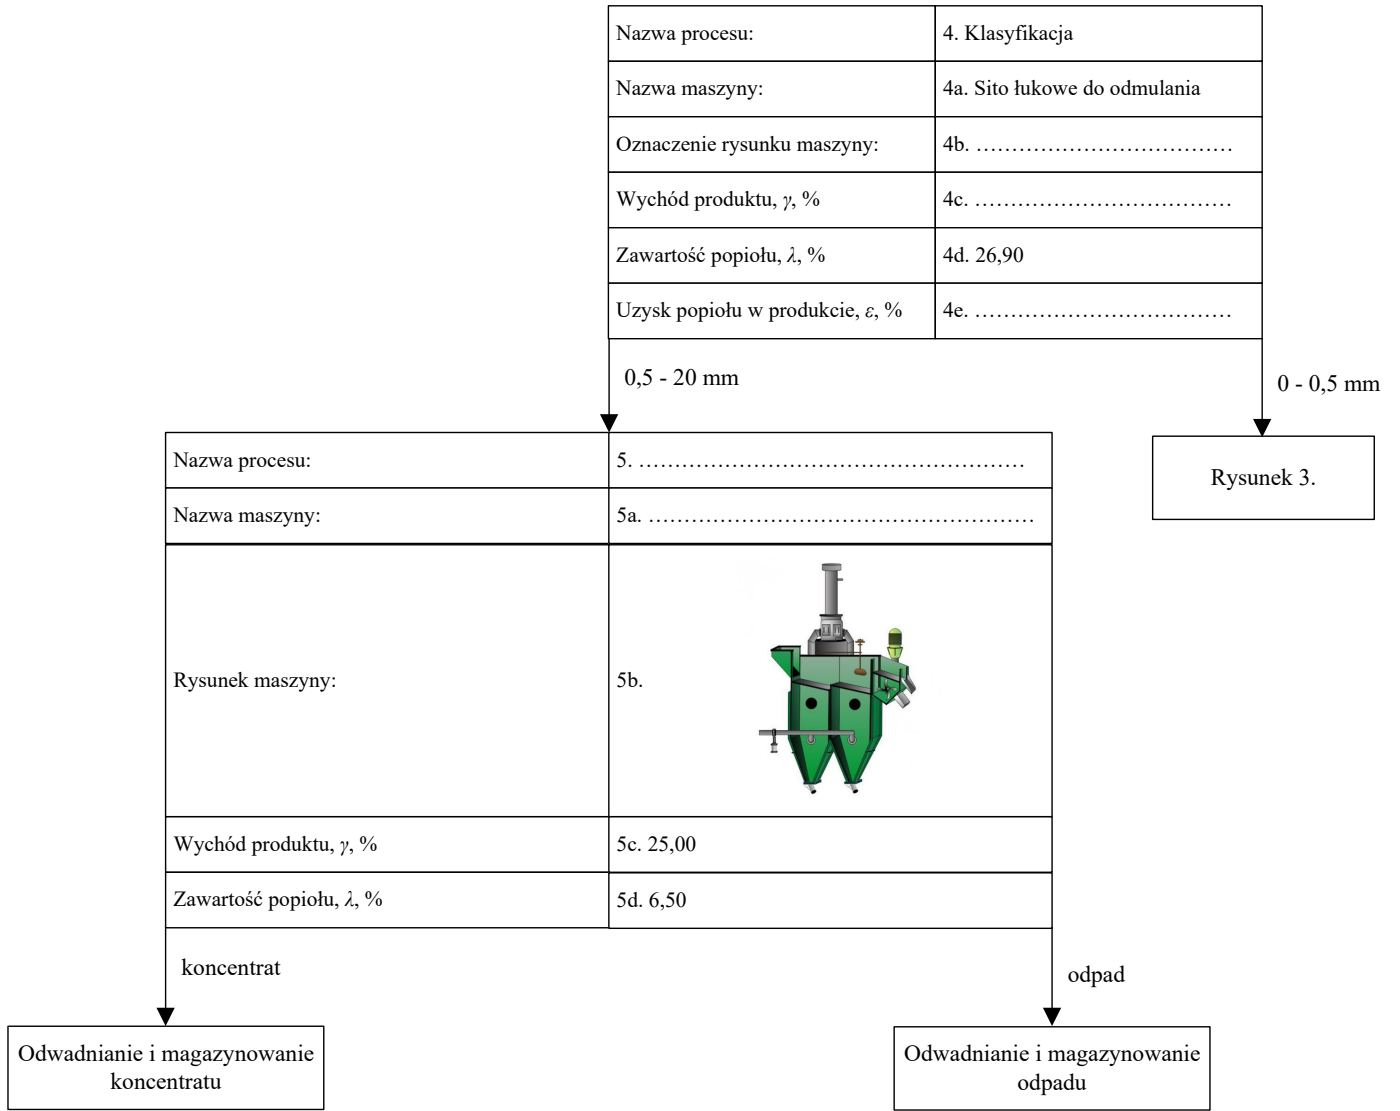 Nazwa procesu: 4. Klasyfikacja
Nazwa maszyny: 4a. Sito łukowe do odmulania
Oznaczenie rysunku maszyny: 4b. ………………………………
Wychód produktu, γ, % 4c. ………………………………
Zawartość popiołu, λ, % 4d. 26,90
Uzysk popiołu w produkcie, ε, % 4e. ………………………………
0,5 - 20 mm
0 - 0,5 mm
Rysunek 3.
Nazwa procesu: 5. ………………………………………………
Nazwa maszyny: 5a. ………………………………………………
Rysunek maszyny: 5b.
Wychód produktu, γ, % 5c. 25,00
Zawartość popiołu, λ, % 5d. 6,50
koncentrat
odpad
Odwadnianie i magazynowanie
koncentratu
Odwadnianie i magazynowanie
odpadu